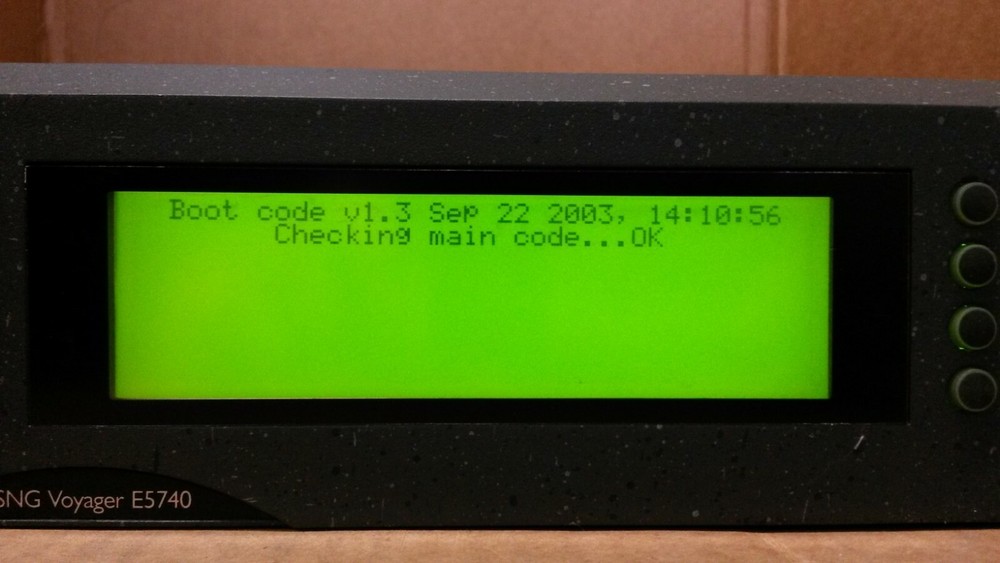 Boot code v1.3 Sep 22 2003, 14:10:56
Checking main code...OK
SNG Voyager E5740